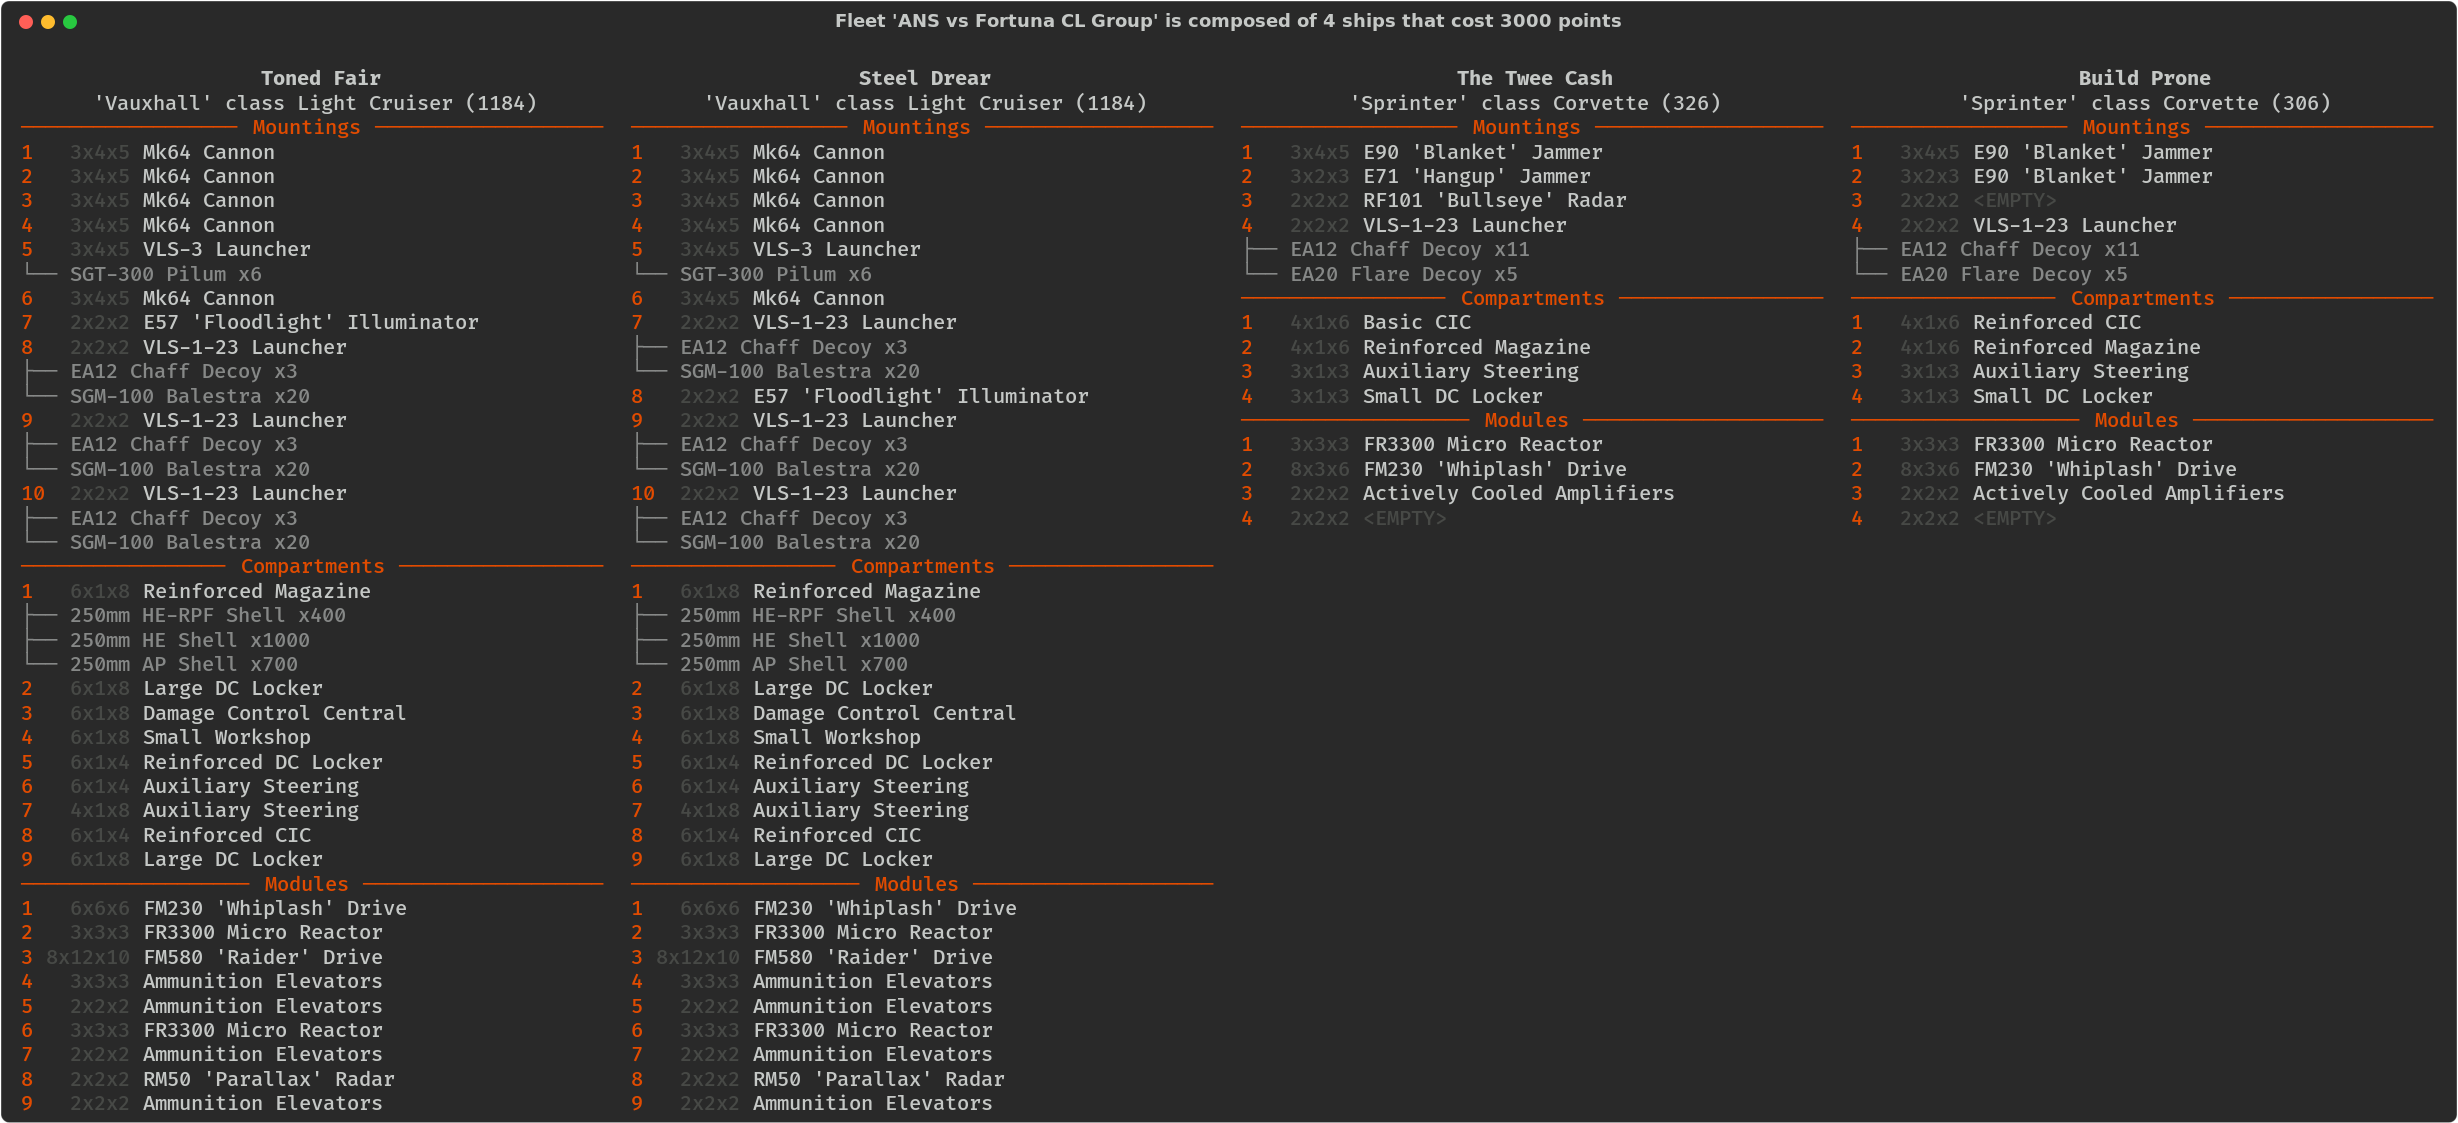 Fleet 'ANS vs Fortuna CL Group' is composed of 4 ships that cost 3000 points
Toned Fair
'Vauxhall' class Light Cruiser (1184)
Mountings
1 3x4x5 Mk64 Cannon
2 3x4x5 Mk64 Cannon
3 3x4x5 Mk64 Cannon
4 3x4x5 Mk64 Cannon
5 3x4x5 VLS-3 Launcher
SGT-300 Pilum x6
6 3x4x5 Mk64 Cannon
7 2x2x2 E57 'Floodlight' Illuminator
8 2x2x2 VLS-1-23 Launcher
EA12 Chaff Decoy x3
SGM-100 Balestra x20
9 2x2x2 VLS-1-23 Launcher
EA12 Chaff Decoy x3
SGM-100 Balestra x20
10 2x2x2 VLS-1-23 Launcher
EA12 Chaff Decoy x3
SGM-100 Balestra x20
Compartments
1 6x1x8 Reinforced Magazine
250mm HE-RPF Shell x400
250mm HE Shell x1000
250mm AP Shell x700
2 6x1x8 Large DC Locker
3 6x1x8 Damage Control Central
4 6x1x8 Small Workshop
5 6x1x4 Reinforced DC Locker
6 6x1x4 Auxiliary Steering
7 4x1x8 Auxiliary Steering
8 6x1x4 Reinforced CIC
9 6x1x8 Large DC Locker
Modules
1 6x6x6 FM230 'Whiplash' Drive
2 3x3x3 FR3300 Micro Reactor
3 8x12x10 FM580 'Raider' Drive
4 3x3x3 Ammunition Elevators
5 2x2x2 Ammunition Elevators
6 3x3x3 FR3300 Micro Reactor
7 2x2x2 Ammunition Elevators
8 2x2x2 RM50 'Parallax' Radar
9 2x2x2 Ammunition Elevators
Steel Drear
'Vauxhall' class Light Cruiser (1184)
Mountings
1 3x4x5 Mk64 Cannon
2 3x4x5 Mk64 Cannon
3 3x4x5 Mk64 Cannon
4 3x4x5 Mk64 Cannon
5 3x4x5 VLS-3 Launcher
SGT-300 Pilum x6
6 3x4x5 Mk64 Cannon
7 2x2x2 VLS-1-23 Launcher
EA12 Chaff Decoy x3
SGM-100 Balestra x20
8 2x2x2 E57 'Floodlight' Illuminator
9 2x2x2 VLS-1-23 Launcher
EA12 Chaff Decoy x3
SGM-100 Balestra x20
10 2x2x2 VLS-1-23 Launcher
EA12 Chaff Decoy x3
SGM-100 Balestra x20
Compartments
1 6x1x8 Reinforced Magazine
250mm HE-RPF Shell x400
250mm HE Shell x1000
250mm AP Shell x700
2 6x1x8 Large DC Locker
3 6x1x8 Damage Control Central
4 6x1x8 Small Workshop
5 6x1x4 Reinforced DC Locker
6 6x1x4 Auxiliary Steering
7 4x1x8 Auxiliary Steering
8 6x1x4 Reinforced CIC
9 6x1x8 Large DC Locker
Modules
1 6x6x6 FM230 'Whiplash' Drive
2 3x3x3 FR3300 Micro Reactor
3 8x12x10 FM580 'Raider' Drive
4 3x3x3 Ammunition Elevators
5 2x2x2 Ammunition Elevators
6 3x3x3 FR3300 Micro Reactor
7 2x2x2 Ammunition Elevators
8 2x2x2 RM50 'Parallax' Radar
9 2x2x2 Ammunition Elevators
The Twee Cash
'Sprinter' class Corvette (326)
Mountings
1 3x4x5 E90 'Blanket' Jammer
2 3x2x3 E71 'Hangup' Jammer
3 2x2x2 RF101 'Bullseye' Radar
4 2x2x2 VLS-1-23 Launcher
EA12 Chaff Decoy x11
EA20 Flare Decoy x5
Compartments
1 4x1x6 Basic CIC
2 4x1x6 Reinforced Magazine
3 3x1x3 Auxiliary Steering
4 3x1x3 Small DC Locker
Modules
1 3x3x3 FR3300 Micro Reactor
2 8x3x6 FM230 'Whiplash' Drive
3 2x2x2 Actively Cooled Amplifiers
4 2x2x2 <EMPTY>
Build Prone
'Sprinter' class Corvette (306)
Mountings
1 3x4x5 E90 'Blanket' Jammer
2 3x2x3 E90 'Blanket' Jammer
3 2x2x2 <EMPTY>
4 2x2x2 VLS-1-23 Launcher
EA12 Chaff Decoy x11
EA20 Flare Decoy x5
Compartments
1 4x1x6 Reinforced CIC
2 4x1x6 Reinforced Magazine
3 3x1x3 Auxiliary Steering
4 3x1x3 Small DC Locker
Modules
1 3x3x3 FR3300 Micro Reactor
2 8x3x6 FM230 'Whiplash' Drive
3 2x2x2 Actively Cooled Amplifiers
4 2x2x2 <EMPTY>